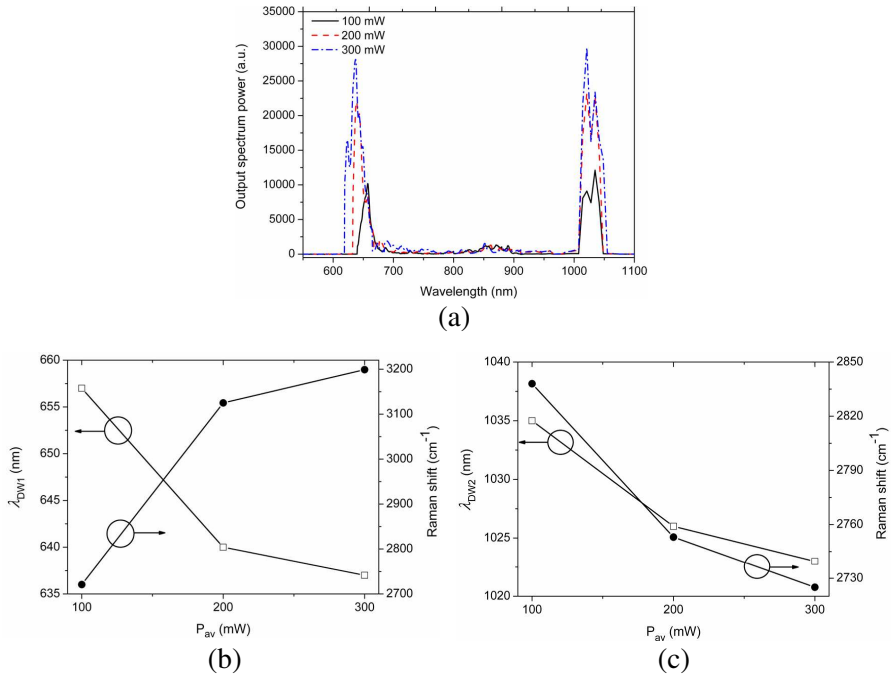 35000
30000
25000
20000
15000
10000
5000
0
Output spectrum power (a.u.)
100 mW
200 mW
300 mW
600 700 800 900 1000 1100
Wavelength (nm)
(a)
660
655
650
645
640
635
λDW1 (nm)
3200
3100
3000
2900
2800
2700
Raman shift (cm-1)
100 200 300
Pav (mW)
(b)
1040
1035
1030
1025
1020
λDW2 (nm)
2850
2820
2790
2760
2730
Raman shift (cm-1)
100 200 300
Pav (mW)
(c)